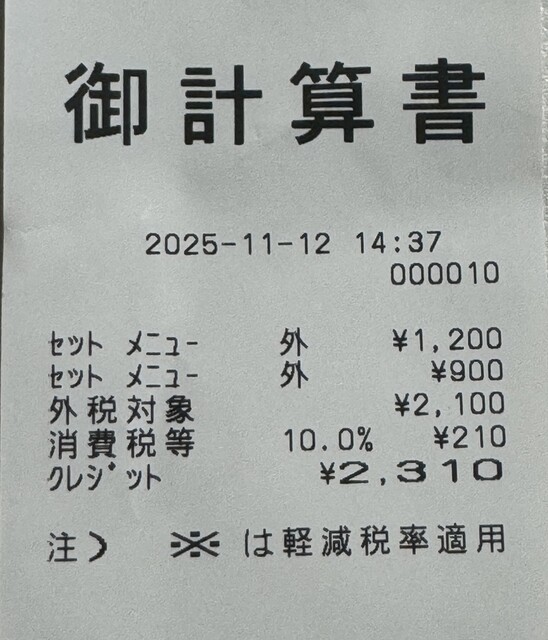 御計算書
2025-11-12 14:37
000010
ｾｯﾄ ﾒﾆｭｰ 外 ¥1,200
ｾｯﾄ ﾒﾆｭｰ 外 ¥900
外税対象 ¥2,100
消費税等 10.0% ¥210
ｸﾚｼﾞｯﾄ ¥2,310
注) ※ は軽減税率適用